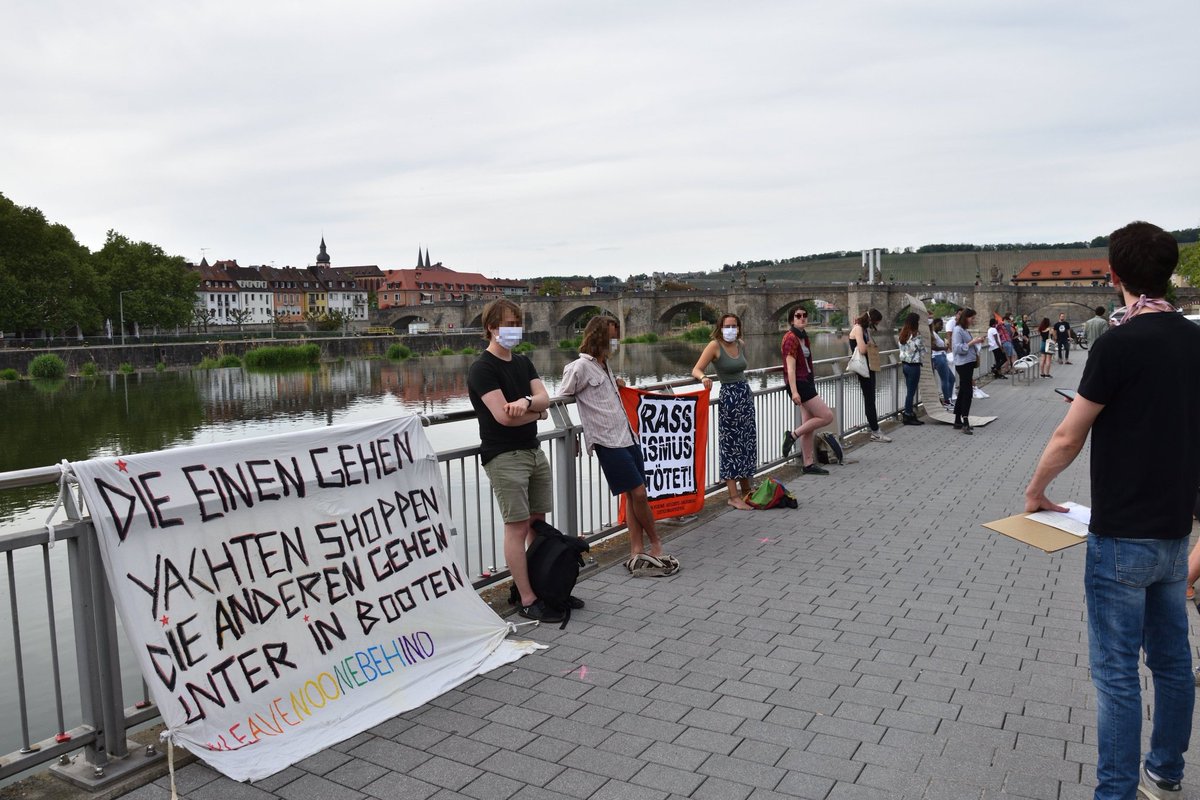 DIE EINEN GEHEN
YACHTEN SHOPPEN
DIE ANDEREN GEHEN
UNTER IN BOOTEN
#LEAVENOONEBEHIND
RASS
ISMUS
TÖTET!